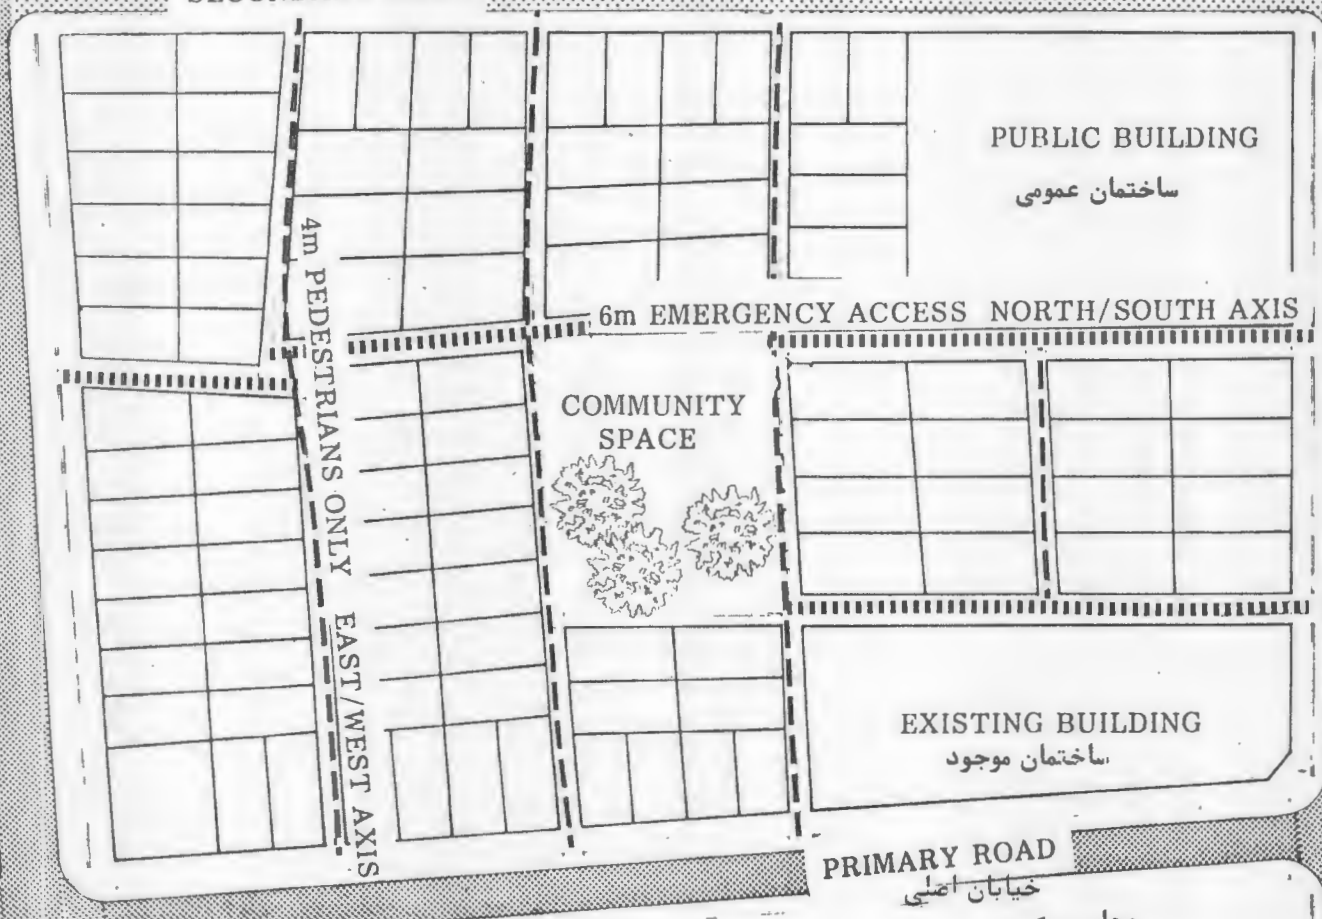 PUBLIC BUILDING
ساختمان عمومی
6m EMERGENCY ACCESS NORTH/SOUTH AXIS
4m PEDESTRIANS ONLY EAST/WEST AXIS
COMMUNITY
SPACE
EXISTING BUILDING
ساختمان موجود
PRIMARY ROAD
خیابان اصلی